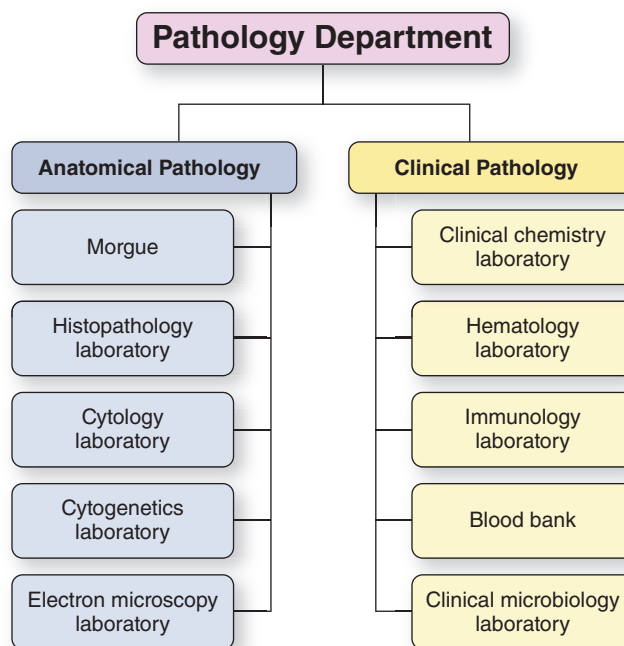 Pathology Department
Anatomical Pathology
Morgue
Histopathology
laboratory
Cytology
laboratory
Cytogenetics
laboratory
Electron microscopy
laboratory
Clinical Pathology
Clinical chemistry
laboratory
Hematology
laboratory
Immunology
laboratory
Blood bank
Clinical microbiology
laboratory